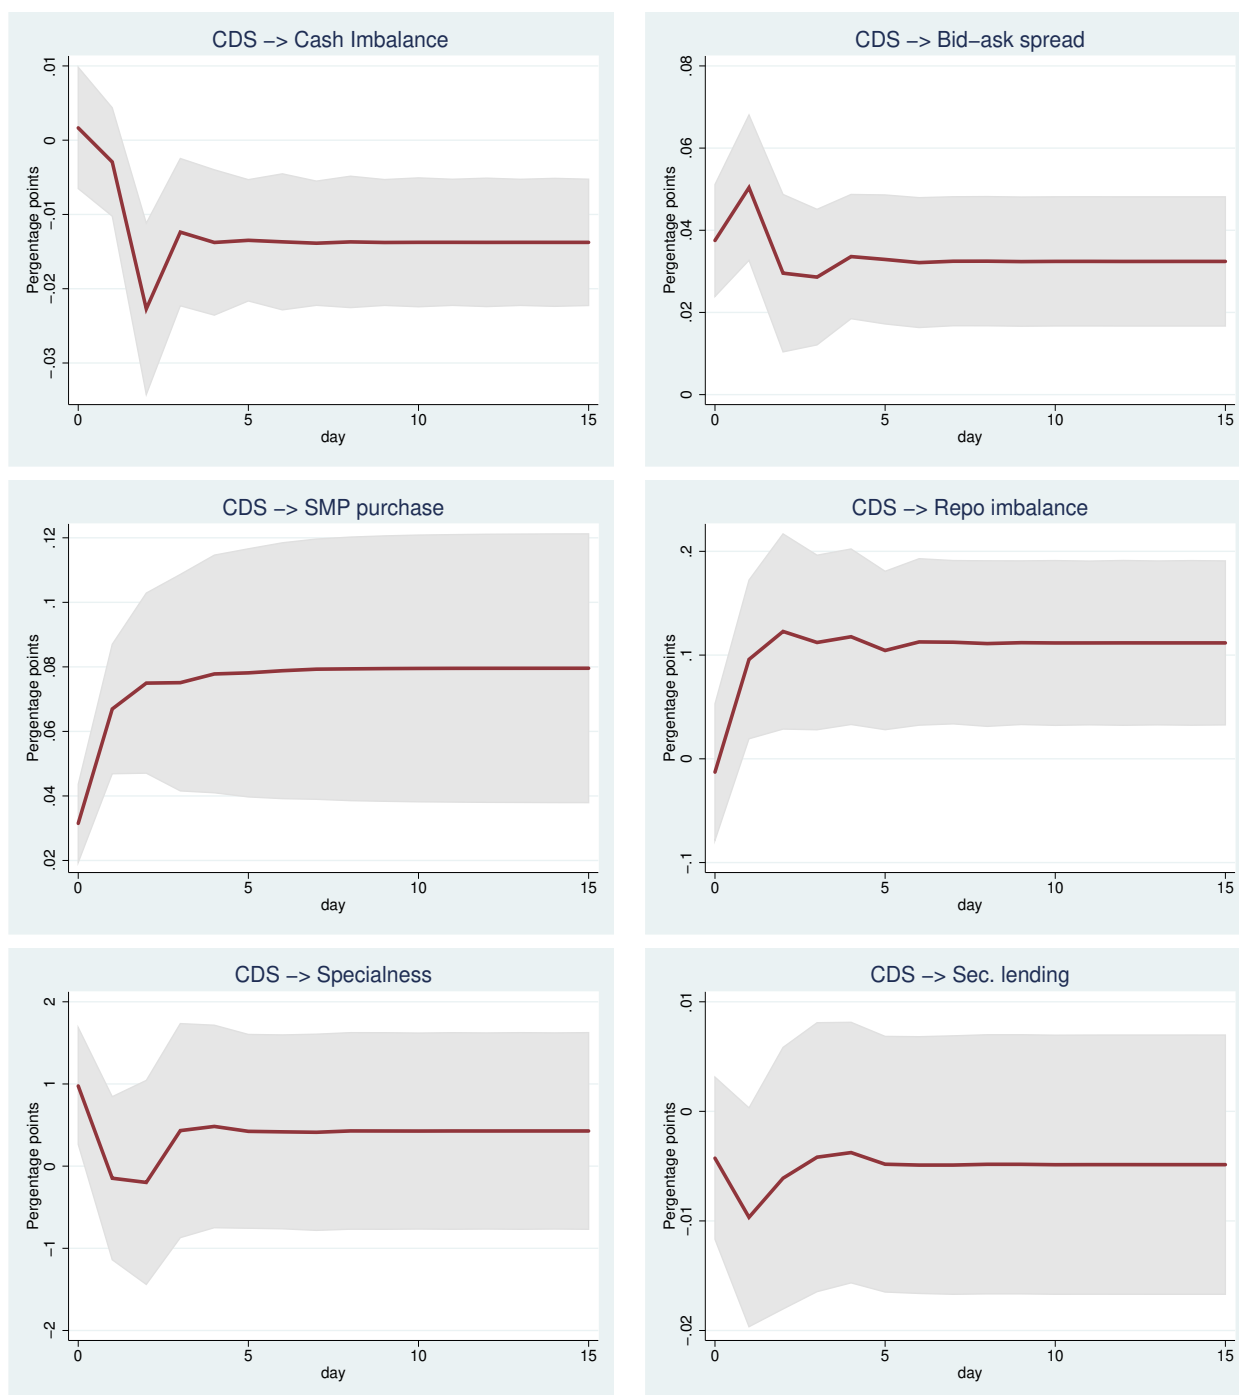 CDS −> Cash Imbalance
Pergentage points
.01
0
−.01
−.02
−.03
0 5 10 15
day
CDS −> Bid−ask spread
Pergentage points
.08
.06
.04
.02
0
0 5 10 15
day
CDS −> SMP purchase
Pergentage points
.12
.1
.08
.06
.04
.02
0 5 10 15
day
CDS −> Repo imbalance
Pergentage points
.2
.1
0
−.1
0 5 10 15
day
CDS −> Specialness
Pergentage points
2
1
0
−1
−2
0 5 10 15
day
CDS −> Sec. lending
Pergentage points
.01
0
−.01
−.02
0 5 10 15
day